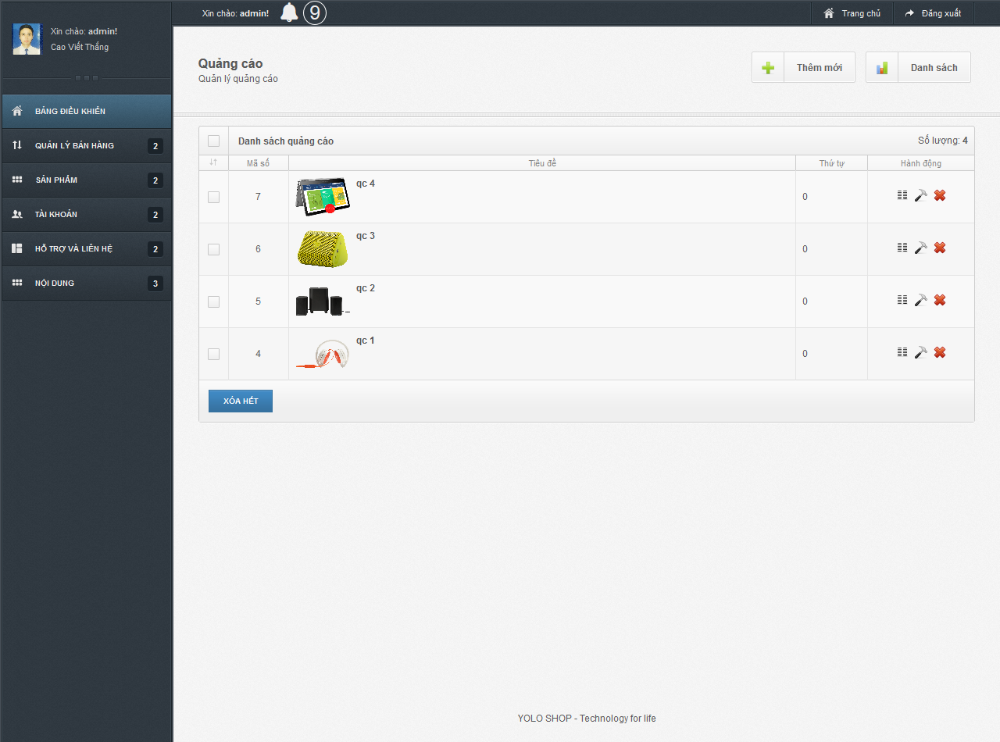 Xin chào: admin! 9 Trang chủ Đăng xuất
Xin chào: admin!
Cao Viết Thắng
BẢNG ĐIỀU KHIỂN
QUẢN LÝ BÁN HÀNG 2
SẢN PHẨM 2
TÀI KHOẢN 2
HỖ TRỢ VÀ LIÊN HỆ 2
NỘI DUNG 3
Quảng cáo
Quản lý quảng cáo
Thêm mới
Danh sách
Danh sách quảng cáo Số lượng: 4
Mã số Tiêu đề Thứ tự Hành động
7 qc 4 0
6 qc 3 0
5 qc 2 0
4 qc 1 0
XÓA HẾT
YOLO SHOP - Technology for life